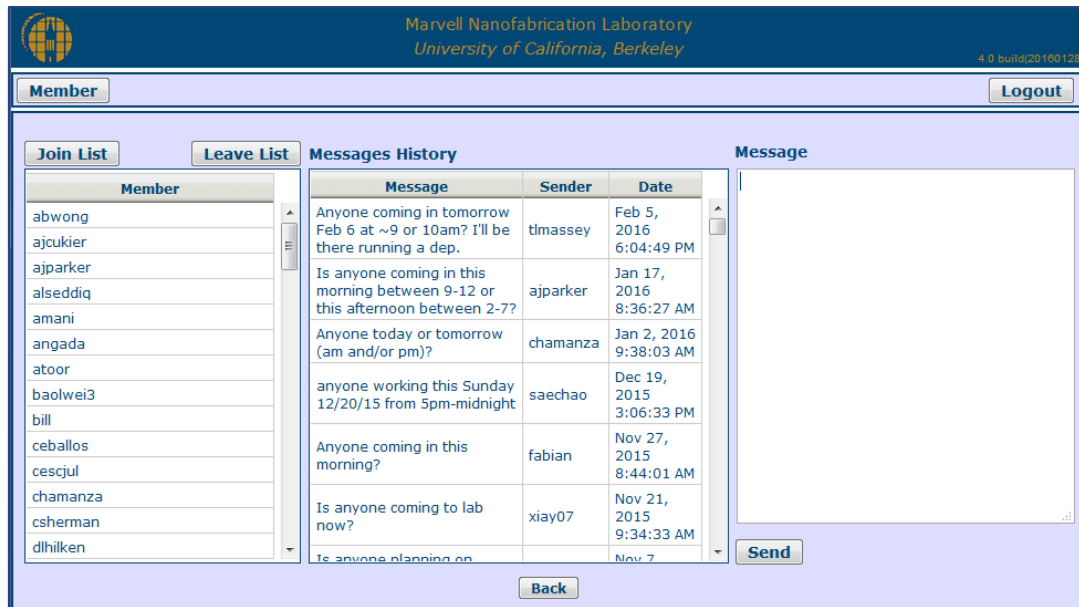 Marvell Nanofabrication Laboratory
University of California, Berkeley
4.0 build(20160128
Member
Logout
Join List
Leave List
Messages History
Message
Member
abwong
ajcukier
ajparker
alseddiq
amani
angada
atoor
baolwei3
bill
ceballos
cescjul
chamanza
csherman
dlhilken
Message Sender Date
Anyone coming in tomorrow
Feb 6 at ~9 or 10am? I'll be
there running a dep.
tlmassey
Feb 5,
2016
6:04:49 PM
Is anyone coming in this
morning between 9-12 or
this afternoon between 2-7?
ajparker
Jan 17,
2016
8:36:27 AM
Anyone today or tomorrow
(am and/or pm)?
chamanza
Jan 2, 2016
9:38:03 AM
anyone working this Sunday
12/20/15 from 5pm-midnight
saechao
Dec 19,
2015
3:06:33 PM
Anyone coming in this
morning?
fabian
Nov 27,
2015
8:44:01 AM
Is anyone coming to lab
now?
xiay07
Nov 21,
2015
9:34:33 AM
Is anyone planning on
Nov 7
Send
Back